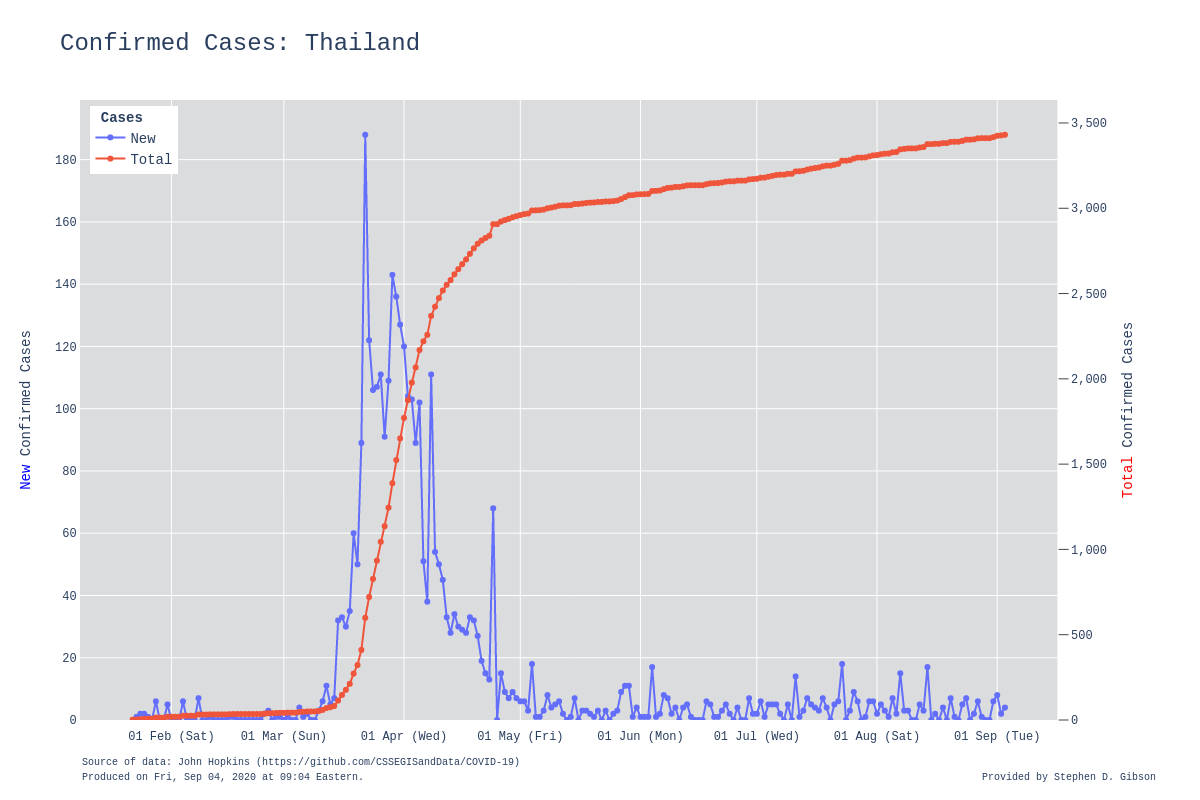 Confirmed Cases: Thailand
Cases
New
Total
180
160
140
120
100
80
60
40
20
0
New Confirmed Cases
3,500
3,000
2,500
2,000
1,500
1,000
500
0
Total Confirmed Cases
01 Feb (Sat) 01 Mar (Sun) 01 Apr (Wed) 01 May (Fri) 01 Jun (Mon) 01 Jul (Wed) 01 Aug (Sat) 01 Sep (Tue)
Source of data: John Hopkins (https://github.com/CSSEGISandData/COVID-19)
Produced on Fri, Sep 04, 2020 at 09:04 Eastern.
Provided by Stephen D. Gibson